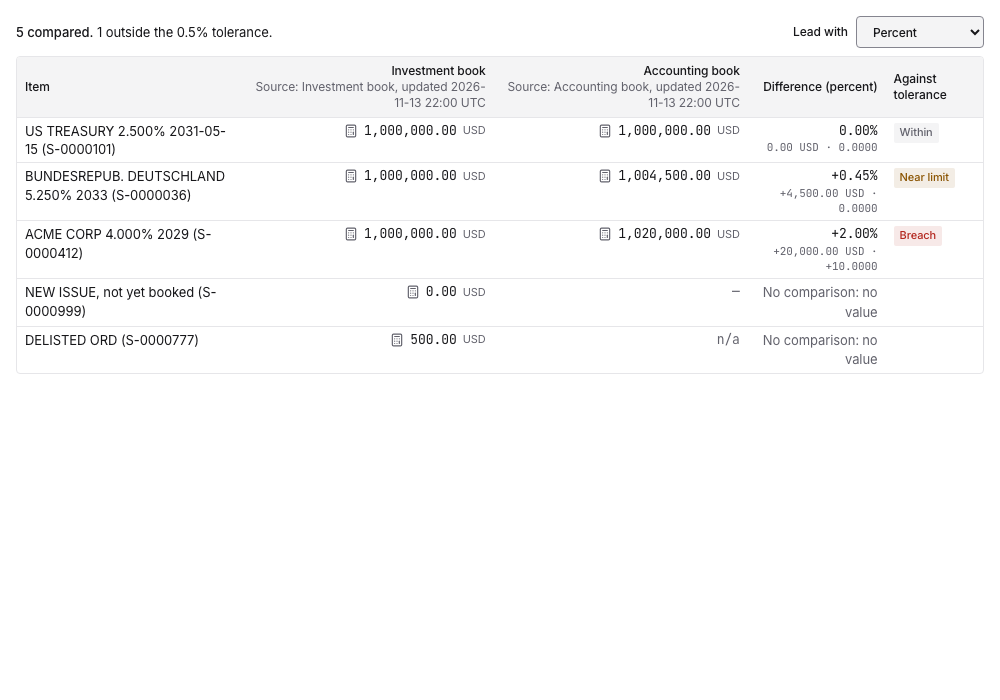 5 compared. 1 outside the 0.5% tolerance.
Lead with Percent
Item
Investment book
Source: Investment book, updated 2026-
11-13 22:00 UTC
Accounting book
Source: Accounting book, updated 2026-
11-13 22:00 UTC
Difference (percent)
Against
tolerance
US TREASURY 2.500% 2031-05-
15 (S-0000101)
1,000,000.00 USD
1,000,000.00 USD
0.00%
0.00 USD · 0.0000
Within
BUNDESREPUB. DEUTSCHLAND
5.250% 2033 (S-0000036)
1,000,000.00 USD
1,004,500.00 USD
+0.45%
+4,500.00 USD ·
0.0000
Near limit
ACME CORP 4.000% 2029 (S-
0000412)
1,000,000.00 USD
1,020,000.00 USD
+2.00%
+20,000.00 USD ·
+10.0000
Breach
NEW ISSUE, not yet booked (S-
0000999)
0.00 USD
—
No comparison: no
value
DELISTED ORD (S-0000777)
500.00 USD
n/a
No comparison: no
value